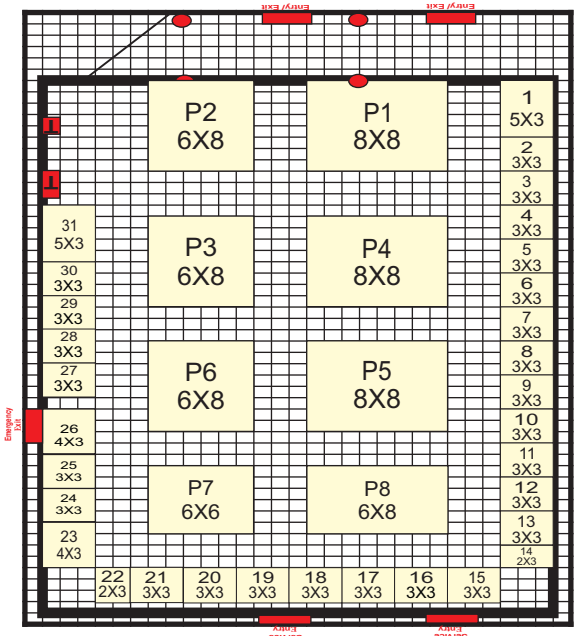 Entry/ Exit
Entry/ Exit
P2
6X8
P1
8X8
1
5X3
2
3X3
3
3X3
4
3X3
5
3X3
6
3X3
7
3X3
8
3X3
9
3X3
10
3X3
11
3X3
12
3X3
13
3X3
14
2X3
T
T
31
5X3
30
3X3
29
3X3
28
3X3
27
3X3
Emergency
Exit
26
4X3
25
3X3
24
3X3
23
4X3
P3
6X8
P4
8X8
P6
6X8
P5
8X8
P7
6X6
P8
6X8
22
2X3
21
3X3
20
3X3
19
3X3
18
3X3
17
3X3
16
3X3
15
3X3
Service
Entry
Service
Entry